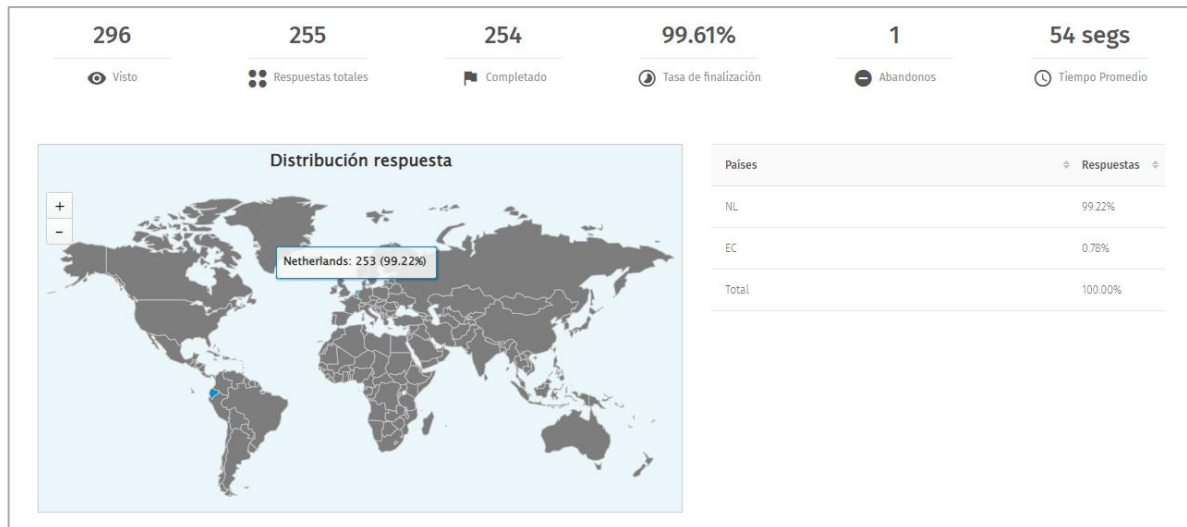 296 255 254 99.61% 1 54 segs
Visto Respuestas totales Completado Tasa de finalización Abandonos Tiempo Promedio
Distribución respuesta
+
-
Netherlands: 253 (99.22%)
Países Respuestas
NL 99.22%
EC 0.78%
Total 100.00%